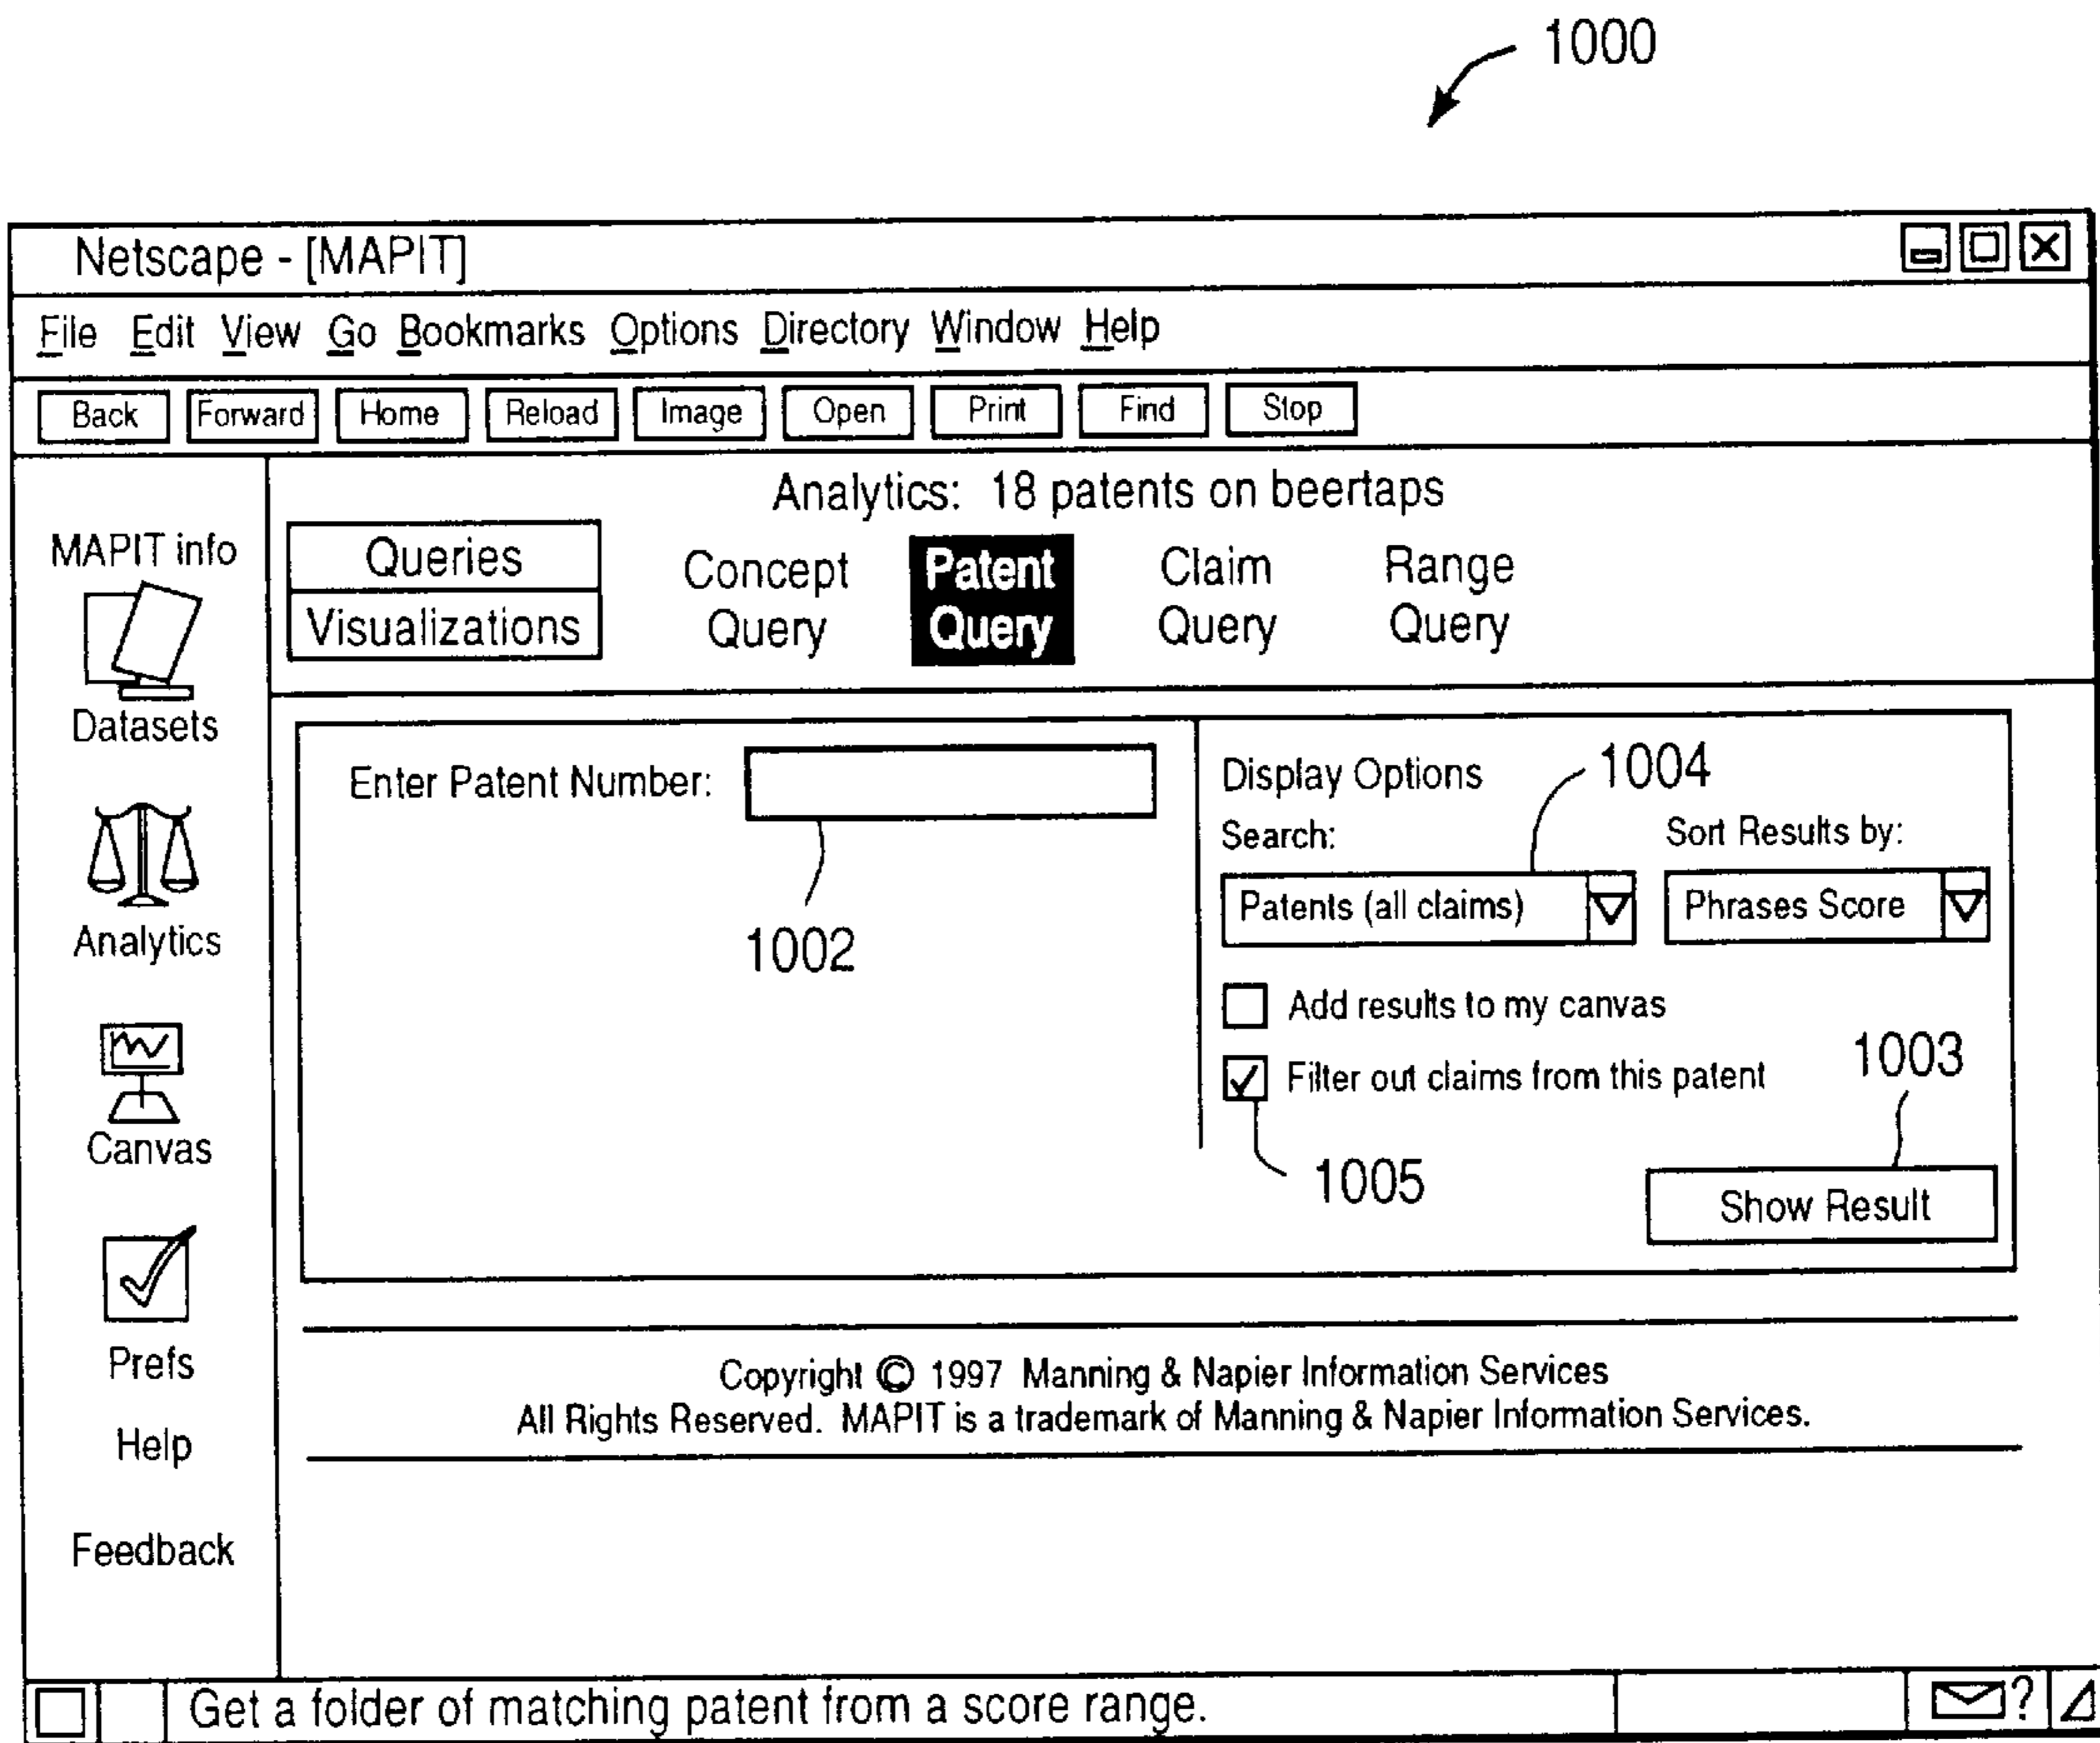 1000
Netscape - [MAPIT]
File Edit View Go Bookmarks Options Directory Window Help
Back Forward Home Reload Image Open Print Find Stop
Analytics: 18 patents on beertaps
MAPIT info
Datasets
Analytics
Canvas
Prefs
Help
Feedback
Queries
Visualizations
Concept Query
Patent Query
Claim Query
Range Query
Enter Patent Number:
1002
Display Options
1004
Search:
Sort Results by:
Patents (all claims)
Phrases Score
Add results to my canvas
Filter out claims from this patent
1003
1005
Show Result
Copyright © 1997 Manning & Napier Information Services
All Rights Reserved. MAPIT is a trademark of Manning & Napier Information Services.
Get a folder of matching patent from a score range.
?